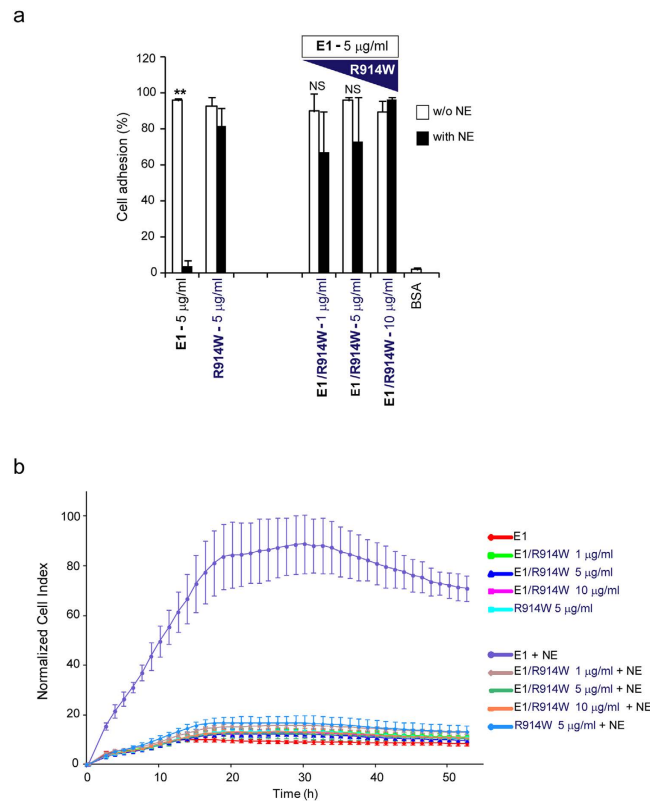 a
E1 - 5 µg/ml
R914W
120
100
80
60
40
20
0
Cell adhesion (%)
**
NS
NS
w/o NE
with NE
E1 - 5 µg/ml
R914W - 5 µg/ml
E1/R914W - 1 µg/ml
E1/R914W - 5 µg/ml
E1/R914W - 10 µg/ml
BSA
b
Normalized Cell Index
100
80
60
40
20
0
0
10
20
30
40
50
Time (h)
E1
E1/R914W 1 µg/ml
E1/R914W 5 µg/ml
E1/R914W 10 µg/ml
R914W 5 µg/ml
E1 + NE
E1/R914W 1 µg/ml + NE
E1/R914W 5 µg/ml + NE
E1/R914W 10 µg/ml + NE
R914W 5 µg/ml + NE